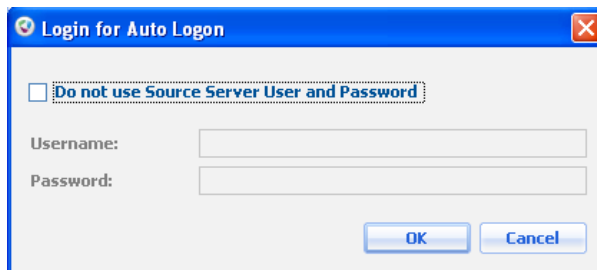 Login for Auto Logon
Do not use Source Server User and Password
Username:
Password:
OK Cancel